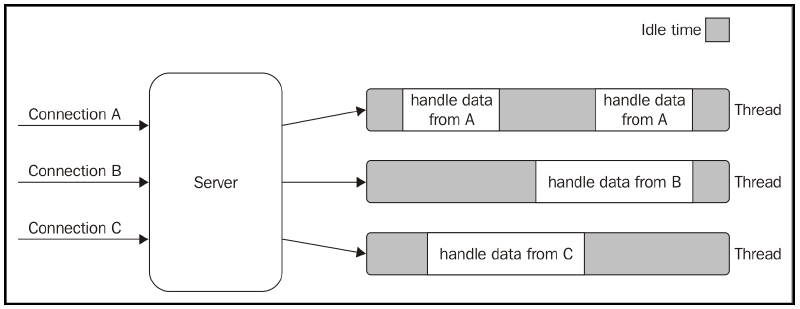 Idle time
Connection A
Connection B
Connection C
Server
handle data
from A
handle data
from A
Thread
handle data from B
Thread
handle data from C
Thread